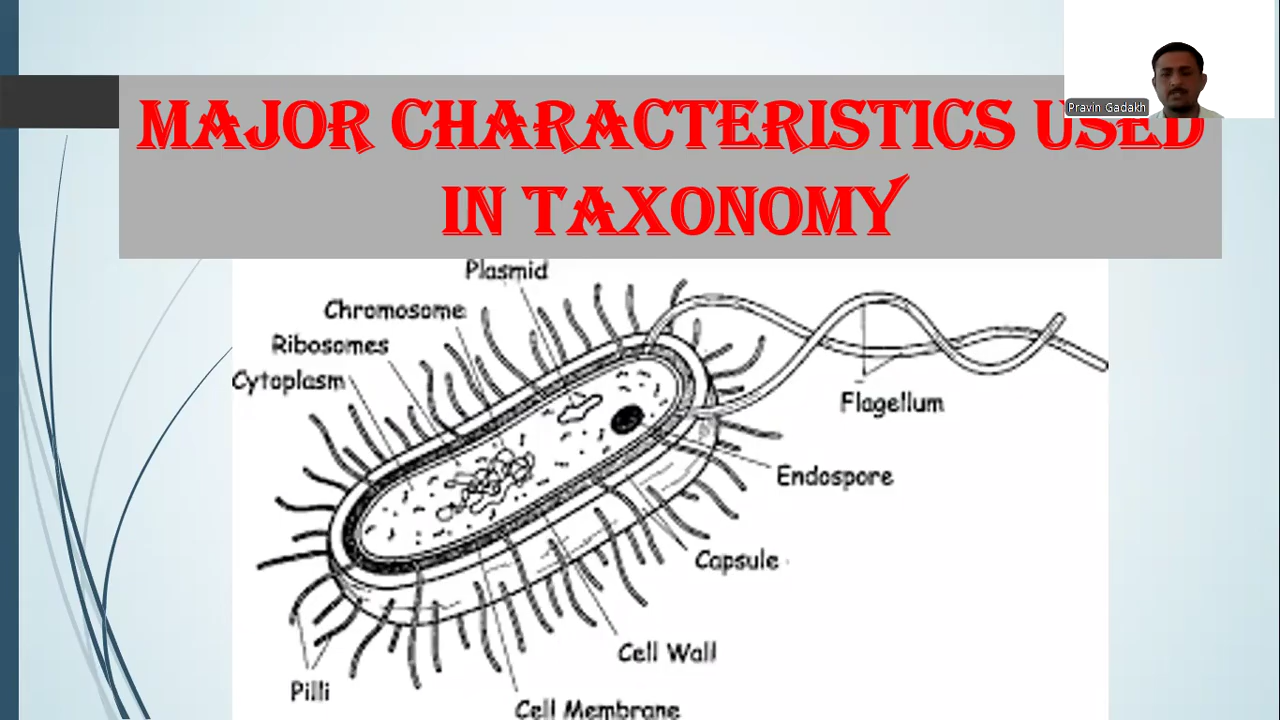 MAJOR CHARACTERISTICS USED
IN TAXONOMY
Pravin Gadakh
Plasmid
Chromosome
Ribosomes
Cytoplasm
Flagellum
Endospore
Capsule
Cell Wall
Pilli
Cell Membrane